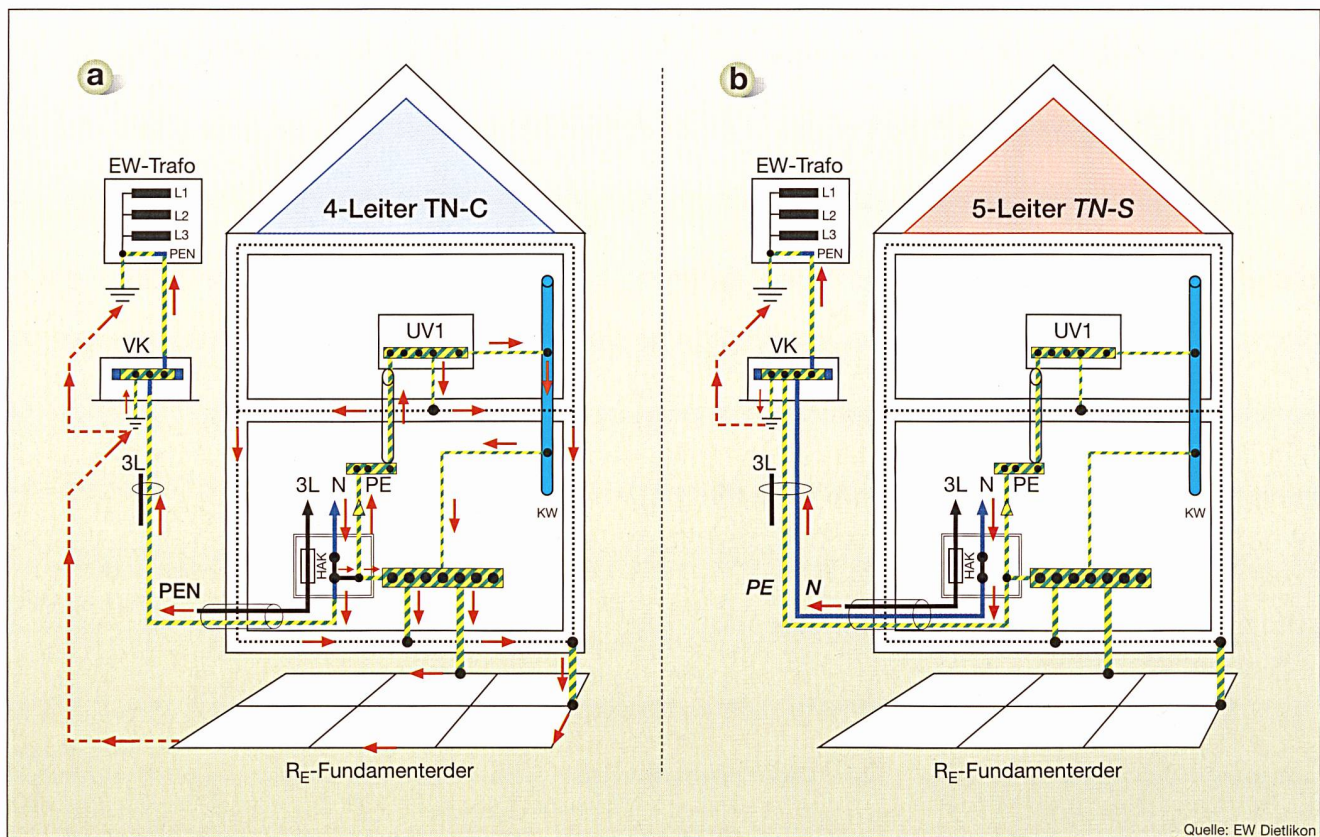 a
EW-Trafo
L1
L2
L3
PEN
4-Leiter TN-C
VK
UV1
3L
3L
N
PE
KW
HAK
PEN
RE-Fundamenterder
b
EW-Trafo
L1
L2
L3
PEN
5-Leiter TN-S
VK
UV1
3L
3L
N
PE
KW
HAK
PE
N
RE-Fundamenterder
Quelle: EW Dietlikon